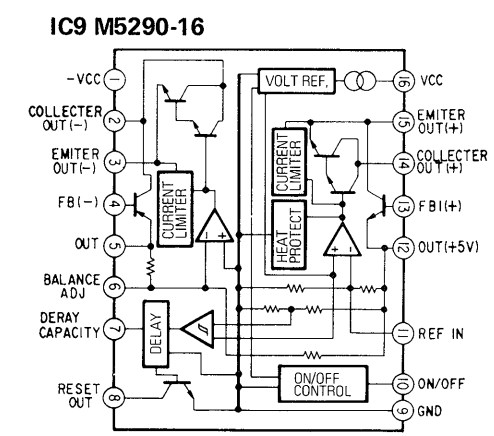 IC9 M5290-16
-VCC 1
COLLECTER OUT(-) 2
EMITER OUT(-) 3
FB(-) 4
OUT 5
BALANCE ADJ 6
DERAY CAPACITY 7
RESET OUT 8
VOLT REF.
CURRENT LIMITER
CURRENT LIMITER
HEAT PROTECT
- +
+ -
DELAY
ON/OFF CONTROL
16 VCC
15 EMITER OUT(+)
14 COLLECTER OUT(+)
13 FBI(+)
12 OUT(+5V)
11 REF IN
10 ON/OFF
9 GND